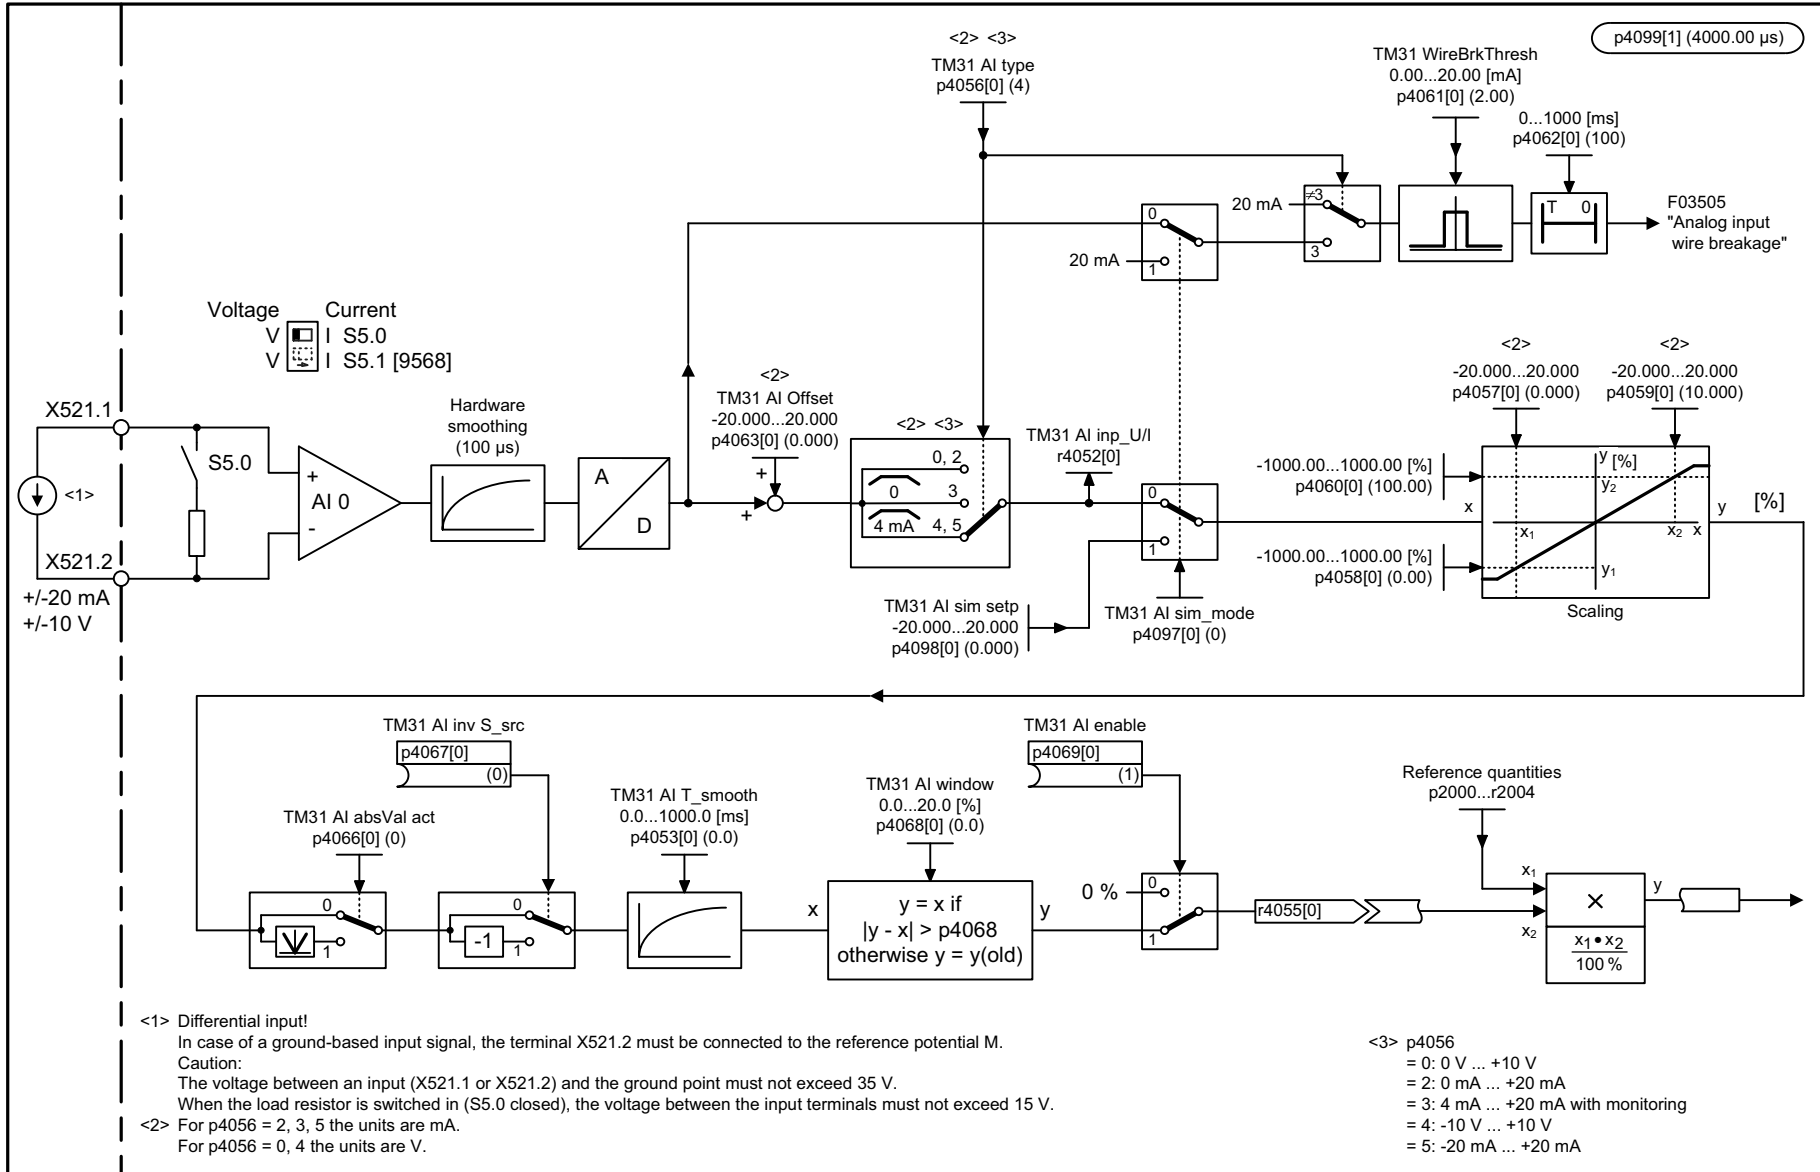 p4099[1] (4000.00 µs)
<2> <3>
TM31 AI type
p4056[0] (4)
TM31 WireBrkThresh
0.00...20.00 [mA]
p4061[0] (2.00)
0...1000 [ms]
p4062[0] (100)
20 mA
≠3
3
0
20 mA
1
T 0
F03505
"Analog input
wire breakage"
Voltage Current
V I S5.0
V I S5.1 [9568]
X521.1
S5.0
<1>
X521.2
+/-20 mA
+/-10 V
+
AI 0
-
Hardware
smoothing
(100 µs)
A
D
<2>
TM31 AI Offset
-20.000...20.000
p4063[0] (0.000)
+
+
<2> <3>
0, 2
0
3
4 mA
4, 5
TM31 AI inp_U/I
r4052[0]
0
1
TM31 AI sim setp
-20.000...20.000
p4098[0] (0.000)
TM31 AI sim_mode
p4097[0] (0)
<2>
-20.000...20.000
p4057[0] (0.000)
<2>
-20.000...20.000
p4059[0] (10.000)
-1000.00...1000.00 [%]
p4060[0] (100.00)
x
-1000.00...1000.00 [%]
p4058[0] (0.00)
y [%]
y2
x1
x2 x
y1
y [%]
Scaling
TM31 AI inv S_src
p4067[0]
(0)
TM31 AI absVal act
p4066[0] (0)
0
1
0
-1
1
TM31 AI T_smooth
0.0...1000.0 [ms]
p4053[0] (0.0)
TM31 AI window
0.0...20.0 [%]
p4068[0] (0.0)
x
y = x if
|y - x| > p4068
otherwise y = y(old)
y
TM31 AI enable
p4069[0]
(1)
0 %
0
1
r4055[0]
Reference quantities
p2000...r2004
x1
x2
×
x1 • x2
100 %
y
<1> Differential input!
In case of a ground-based input signal, the terminal X521.2 must be connected to the reference potential M.
Caution:
The voltage between an input (X521.1 or X521.2) and the ground point must not exceed 35 V.
When the load resistor is switched in (S5.0 closed), the voltage between the input terminals must not exceed 15 V.
<2> For p4056 = 2, 3, 5 the units are mA.
For p4056 = 0, 4 the units are V.
<3> p4056
= 0: 0 V ... +10 V
= 2: 0 mA ... +20 mA
= 3: 4 mA ... +20 mA with monitoring
= 4: -10 V ... +10 V
= 5: -20 mA ... +20 mA